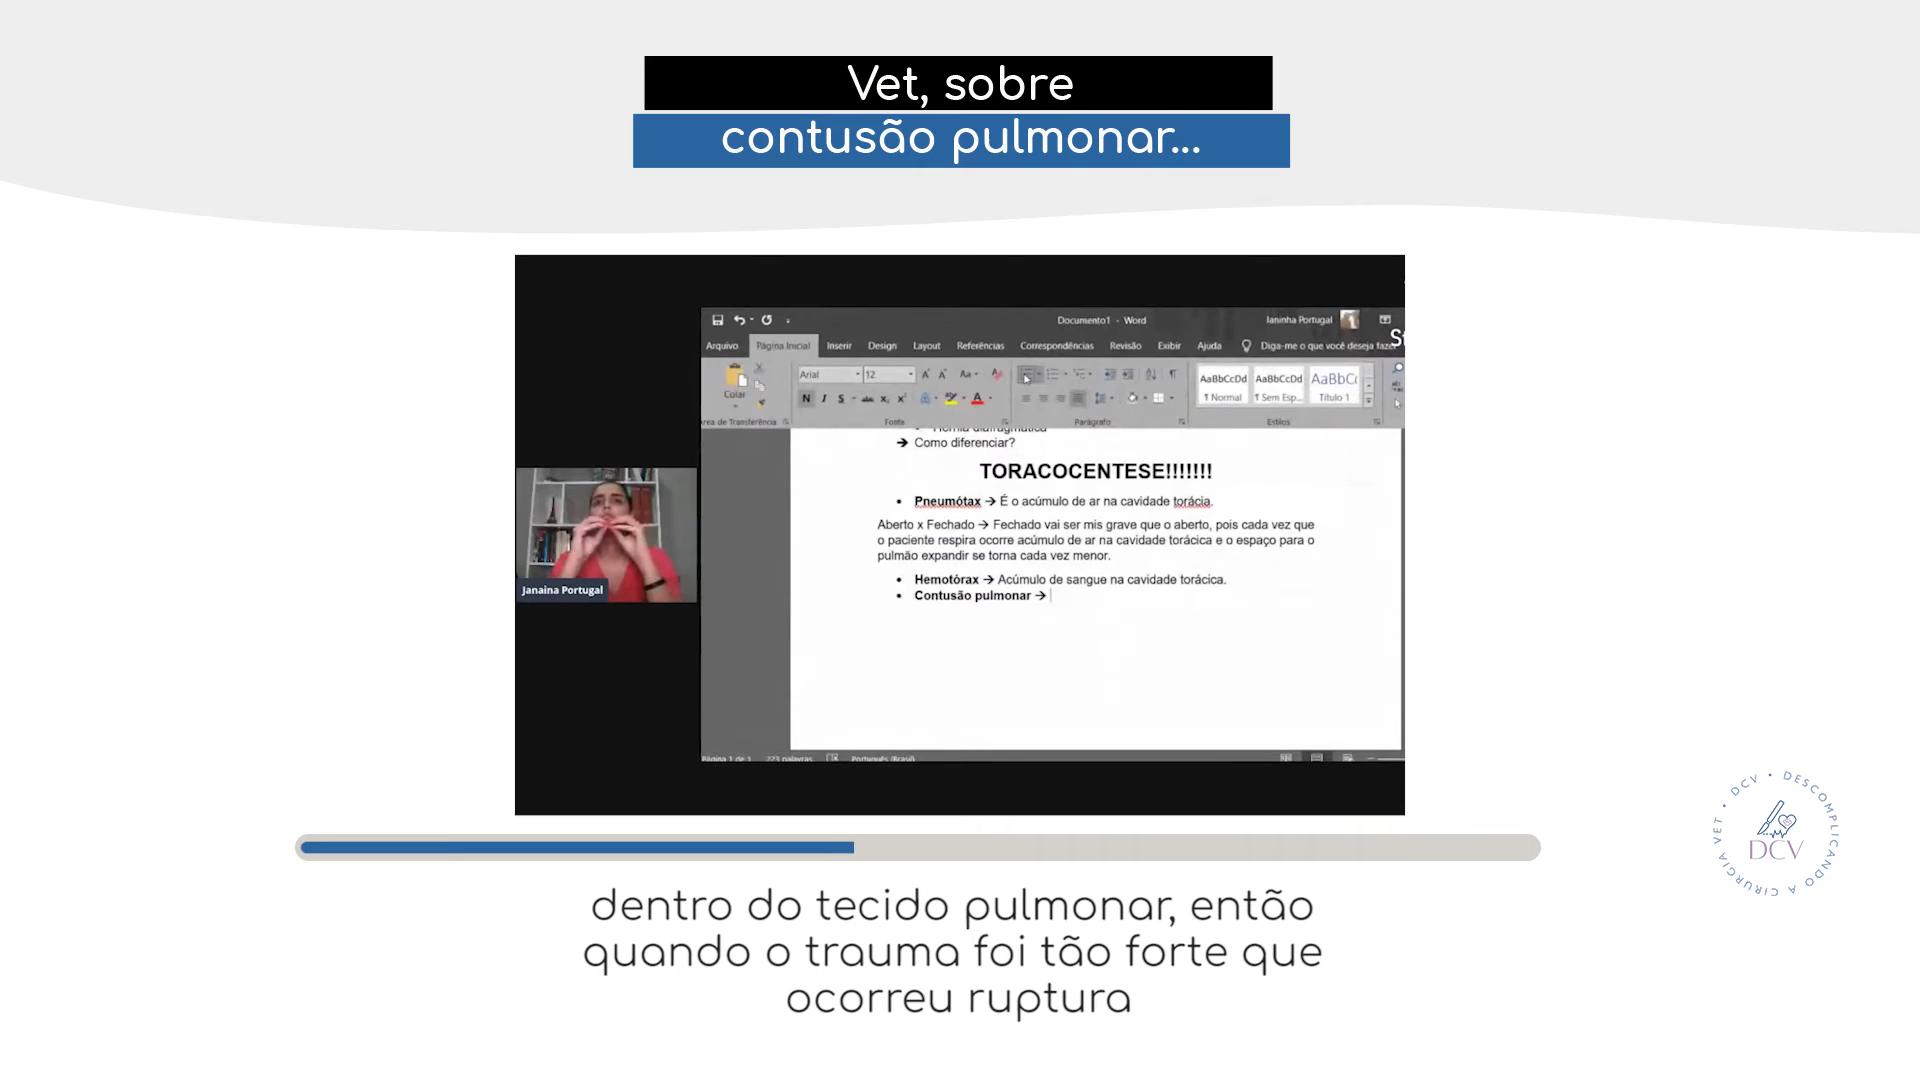 Vet, sobre
contusão pulmonar...
Documento1 - Word
Janinha Portugal
Arquivo Página Inicial Inserir Design Layout Referências Correspondências Revisão Exibir Ajuda Diga-me o que você deseja fazer
Colar
Arial 12
N I S abc x₂ x²
AaBbCcDd AaBbCcDd AaBbCc
¶ Normal ¶ Sem Esp... Título 1
Área de Transferência Fonte Parágrafo Estilos
Hérnia diafragmática
→ Como diferenciar?
TORACOCENTESE!!!!!!!
• Pneumótax → É o acúmulo de ar na cavidade torácia.
Aberto x Fechado → Fechado vai ser mis grave que o aberto, pois cada vez que
o paciente respira ocorre acúmulo de ar na cavidade torácica e o espaço para o
pulmão expandir se torna cada vez menor.
• Hemotórax → Acúmulo de sangue na cavidade torácica.
• Contusão pulmonar →
Janaina Portugal
Página 1 de 1 223 palavras Português (Brasil)
DCV • DESCOMPLICANDO A CIRURGIA VET •
DCV
dentro do tecido pulmonar, então
quando o trauma foi tão forte que
ocorreu ruptura